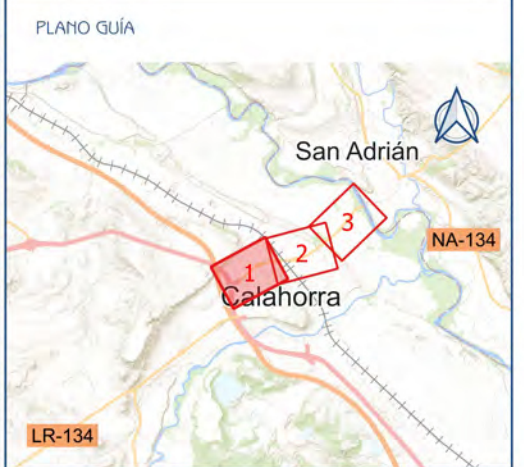 PLANO GUÍA
San Adrián
3
NA-134
2
1
Calahorra
LR-134